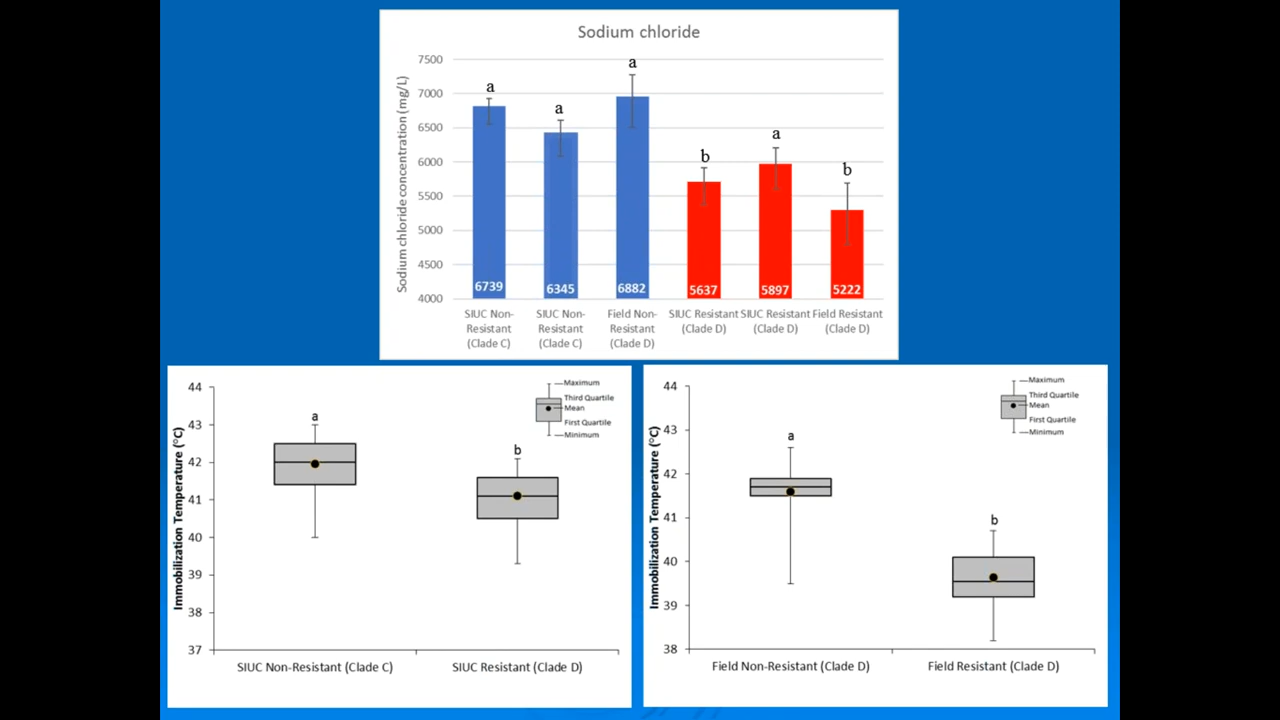 Sodium chloride
Sodium chloride concentration (mg/L)
7500
7000
6500
6000
5500
5000
4500
4000
a
a
a
b
a
b
6739
6345
6882
5637
5897
5222
SIUC Non-
Resistant
(Clade C)
SIUC Non-
Resistant
(Clade C)
Field Non-
Resistant
(Clade D)
SIUC Resistant
(Clade D)
SIUC Resistant
(Clade D)
Field Resistant
(Clade D)
Immobilization Temperature (°C)
44
43
42
41
40
39
38
37
a
b
Maximum
Third Quartile
Mean
First Quartile
Minimum
SIUC Non-Resistant (Clade C)
SIUC Resistant (Clade D)
Immobilization Temperature (°C)
44
43
42
41
40
39
38
a
b
Maximum
Third Quartile
Mean
First Quartile
Minimum
Field Non-Resistant (Clade D)
Field Resistant (Clade D)